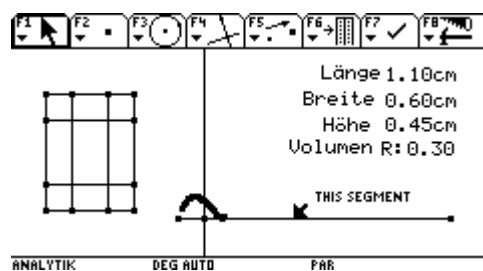 F1 F2 F3 F4 F5 F6 F7 F8
Länge 1.10cm
Breite 0.60cm
Höhe 0.45cm
Volumen R: 0.30
THIS SEGMENT
ANALYTIK DEG AUTO PAR